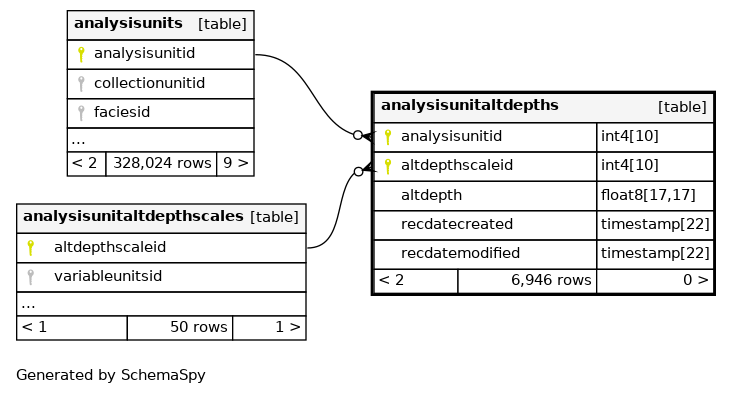 analysisunits [table]
analysisunitid
collectionunitid
faciesid
...
< 2 328,024 rows 9 >
analysisunitaltdepths [table]
analysisunitid int4[10]
altdepthscaleid int4[10]
altdepth float8[17,17]
recdatecreated timestamp[22]
recdatemodified timestamp[22]
< 2 6,946 rows 0 >
analysisunitaltdepthscales [table]
altdepthscaleid
variableunitsid
...
< 1 50 rows 1 >
Generated by SchemaSpy